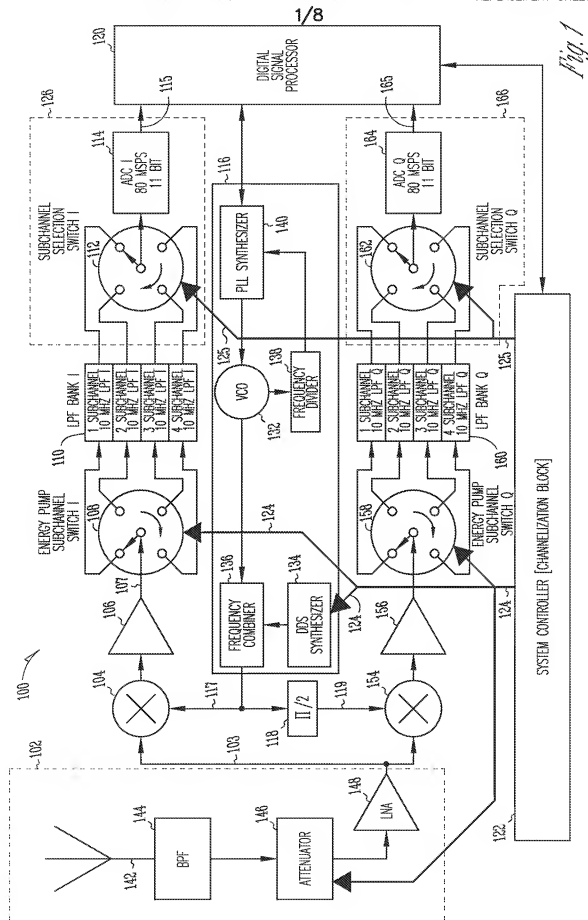 1/8
120
DIGITAL
SIGNAL
PROCESSOR
126
115
114
ADC I
80 MSPS
11 BIT
SUBCHANNEL
SELECTION
SWITCH I
112
LPF BANK I
110
1 SUBCHANNEL
10 MHZ LPF I
2 SUBCHANNEL
10 MHZ LPF I
3 SUBCHANNEL
10 MHZ LPF I
4 SUBCHANNEL
10 MHZ LPF I
ENERGY PUMP
SUBCHANNEL
SWITCH I
108
107
106
104
100
116
PLL SYNTHESIZER
140
125
VCO
132
138
FREQUENCY
DIVIDER
124
136
FREQUENCY
COMBINER
134
DDS SYNTHESIZER
124
117
Π/2
118
119
103
102
142
144
BPF
146
ATTENUATOR
148
LNA
166
165
164
ADC Q
80 MSPS
11 BIT
162
SUBCHANNEL
SELECTION
SWITCH Q
125
1 SUBCHANNEL
10 MHZ LPF Q
2 SUBCHANNEL
10 MHZ LPF Q
3 SUBCHANNEL
10 MHZ LPF Q
4 SUBCHANNEL
10 MHZ LPF Q
LPF BANK Q
160
158
ENERGY PUMP
SUBCHANNEL
SWITCH Q
156
154
124
SYSTEM CONTROLLER [CHANNELIZATION BLOCK]
122
Fig. 1